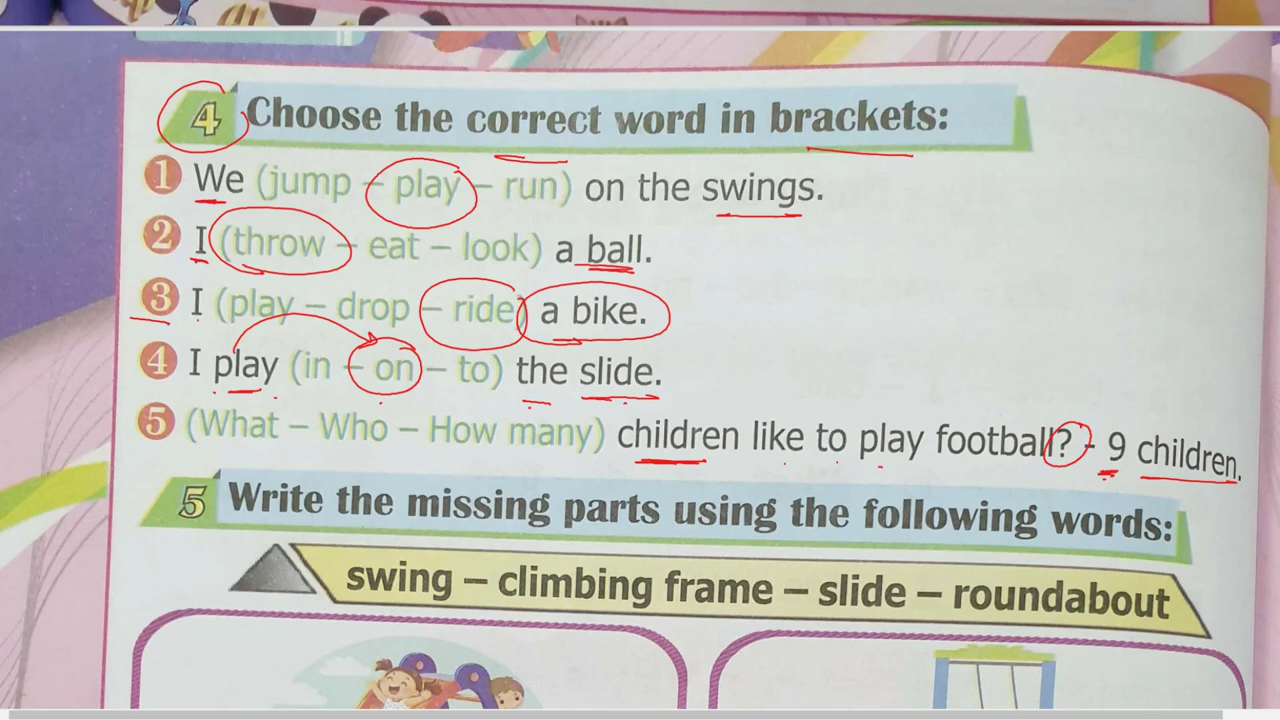 4 Choose the correct word in brackets:
1 We (jump – play – run) on the swings.
2 I (throw – eat – look) a ball.
3 I (play – drop – ride) a bike.
4 I play (in – on – to) the slide.
5 (What – Who – How many) children like to play football? - 9 children.
5 Write the missing parts using the following words:
swing – climbing frame – slide – roundabout